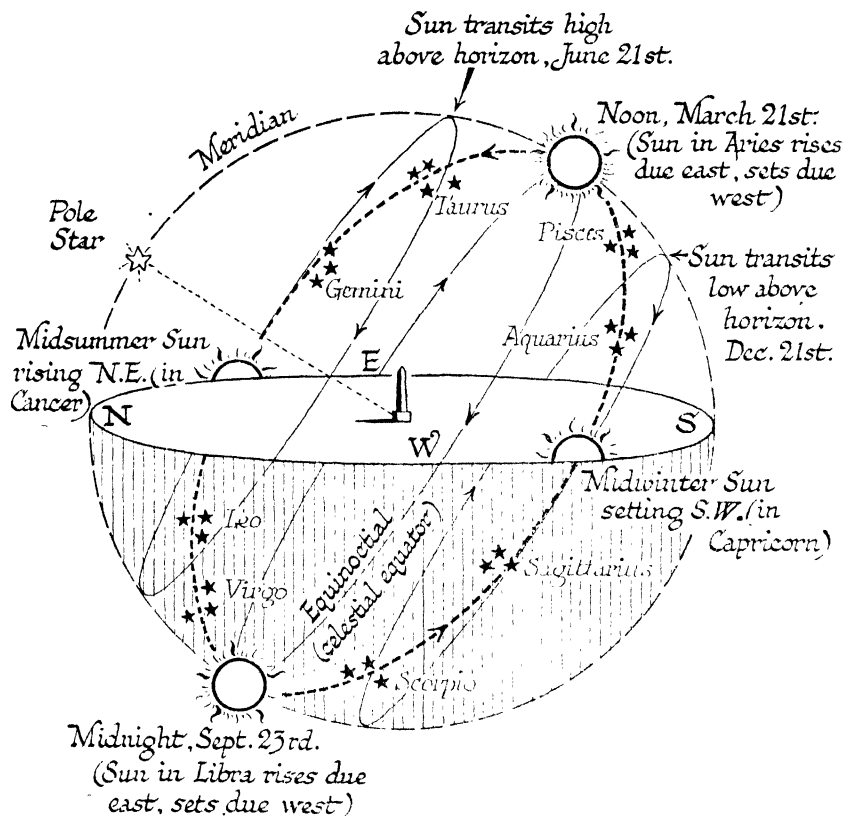 Sun transits high
above horizon, June 21st.
Meridian
Noon, March 21st:
(Sun in Aries rises
due east, sets due
west)
Pole
Star
Taurus
Pisces
Gemini
Sun transits
low above
horizon.
Dec. 21st.
Aquarius
Midsummer Sun
rising N.E. (in
Cancer)
E
N
S
W
Midwinter Sun
setting S.W. (in
Capricorn)
Leo
Virgo
Equinoctial
(celestial equator)
Sagittarius
Scorpio
Midnight, Sept. 23rd.
(Sun in Libra rises due
east, sets due west)